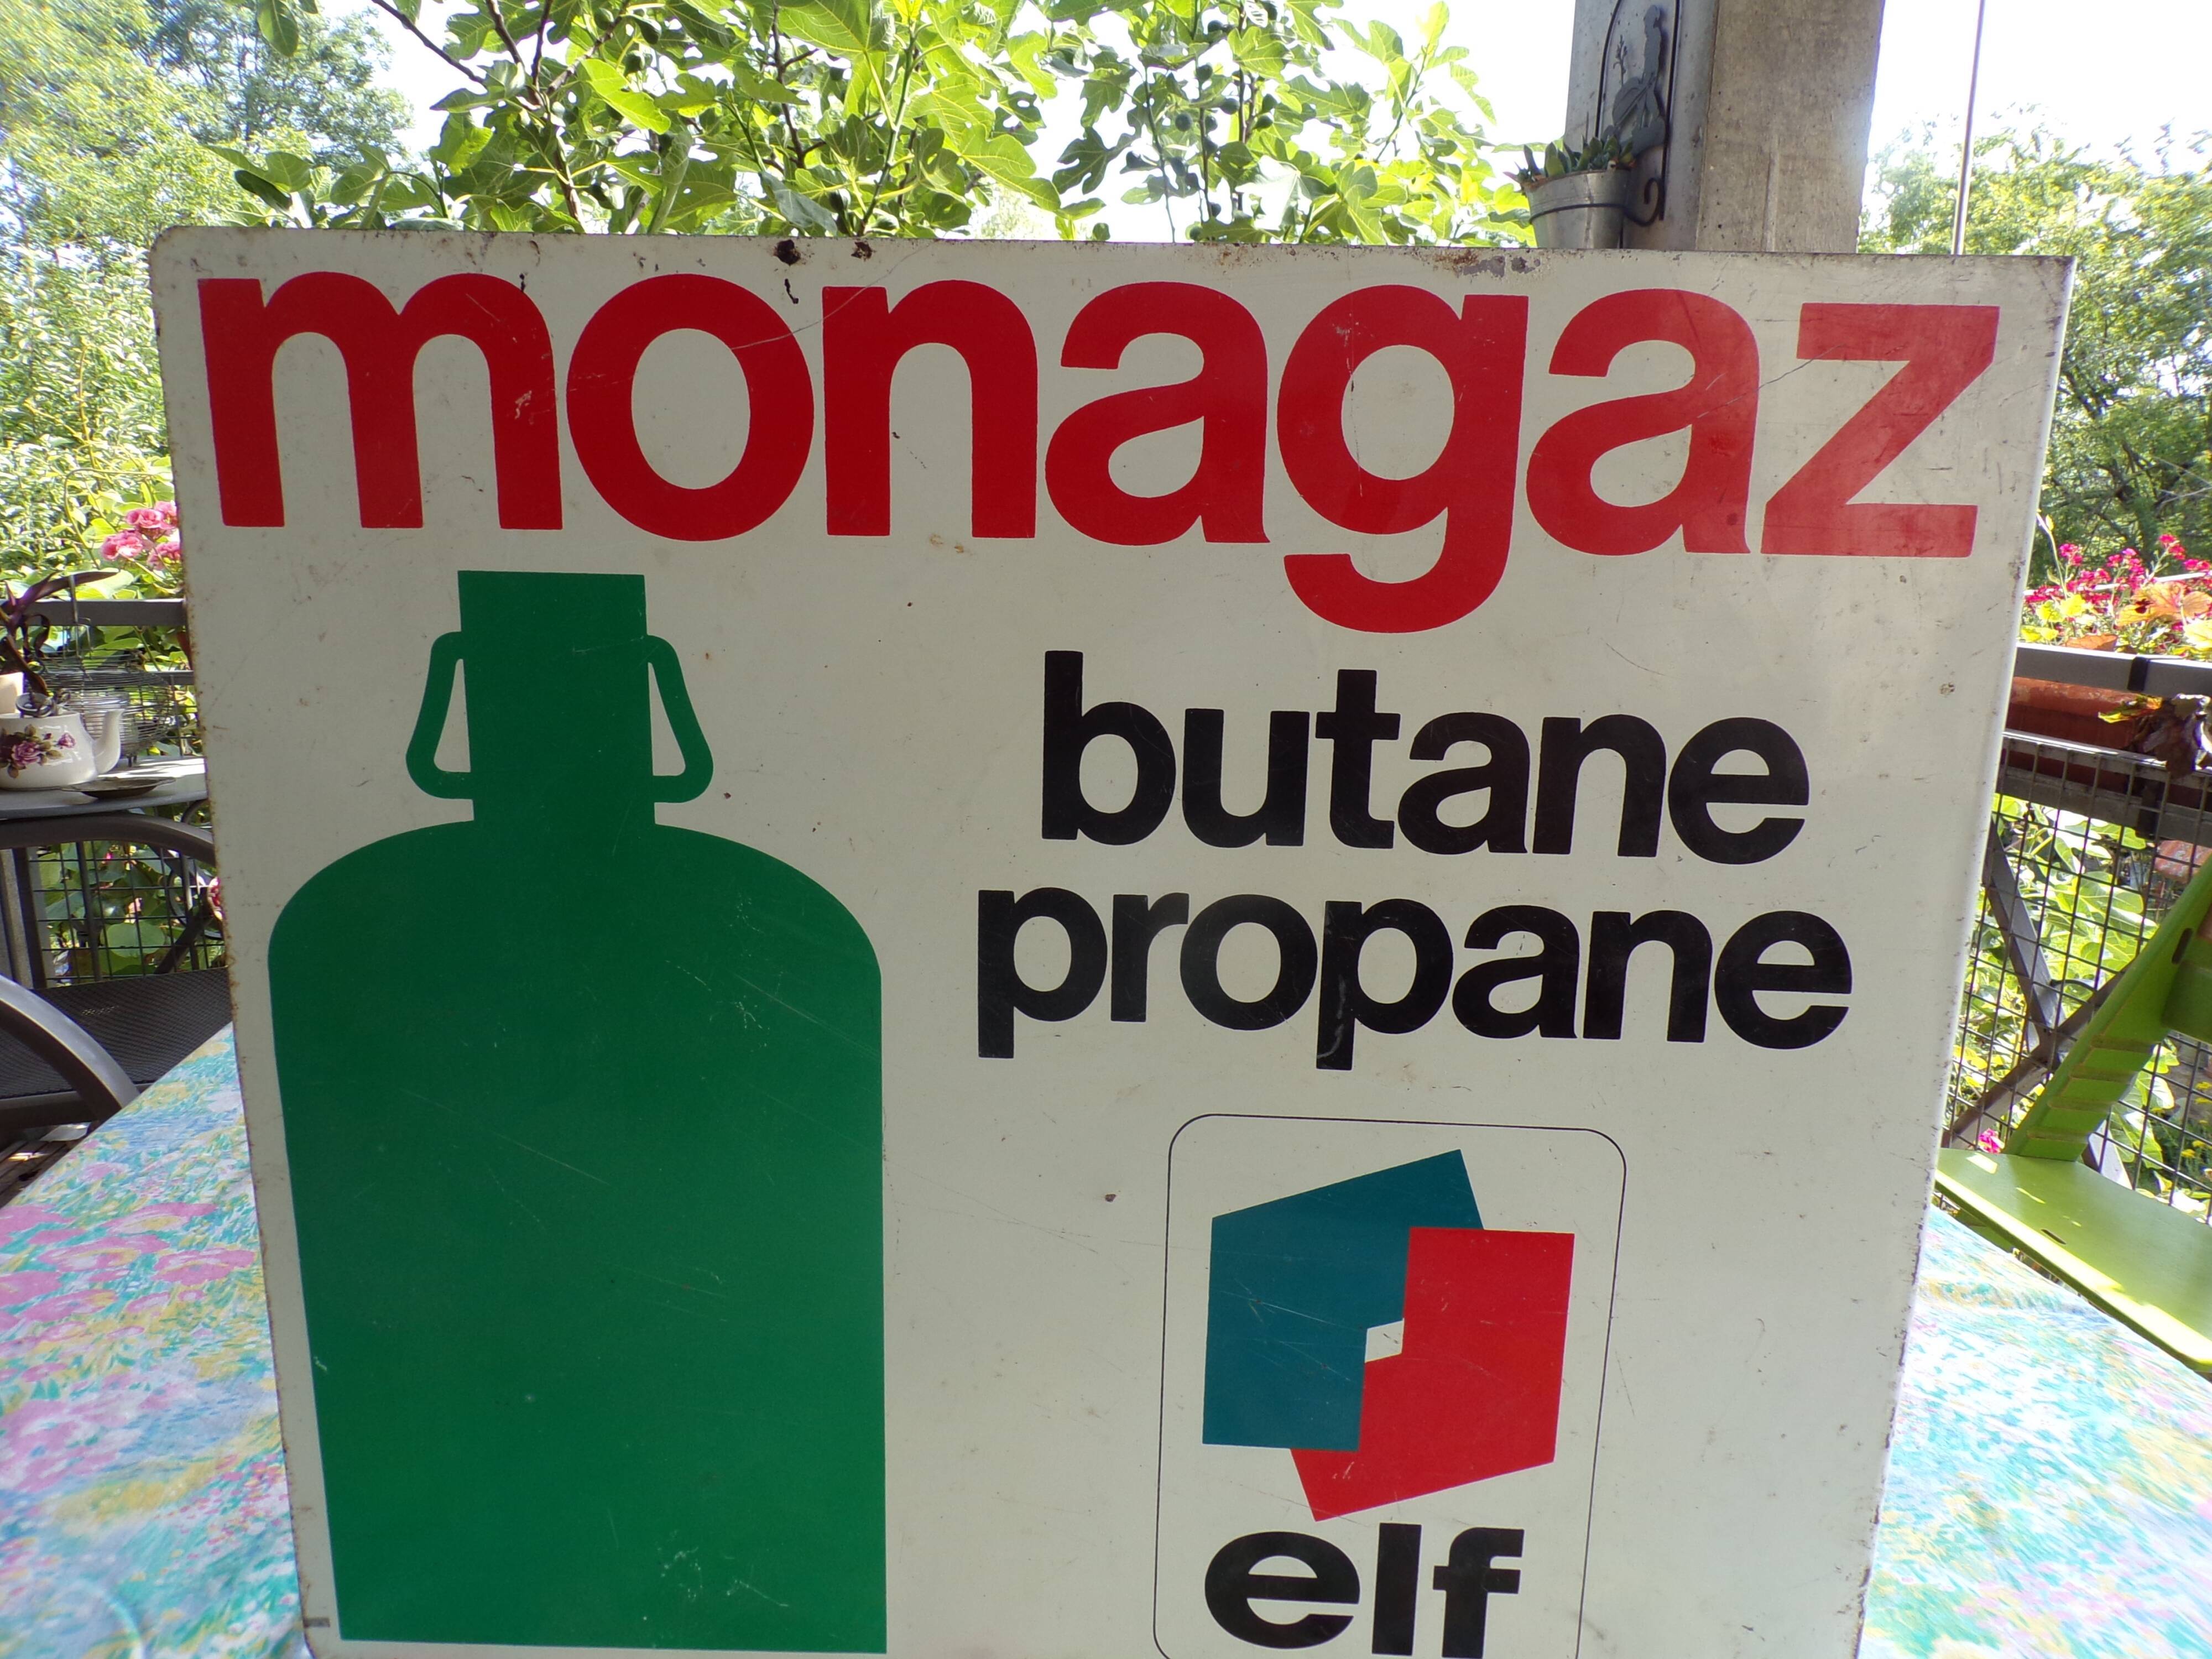 monagaz
butane
propane
elf